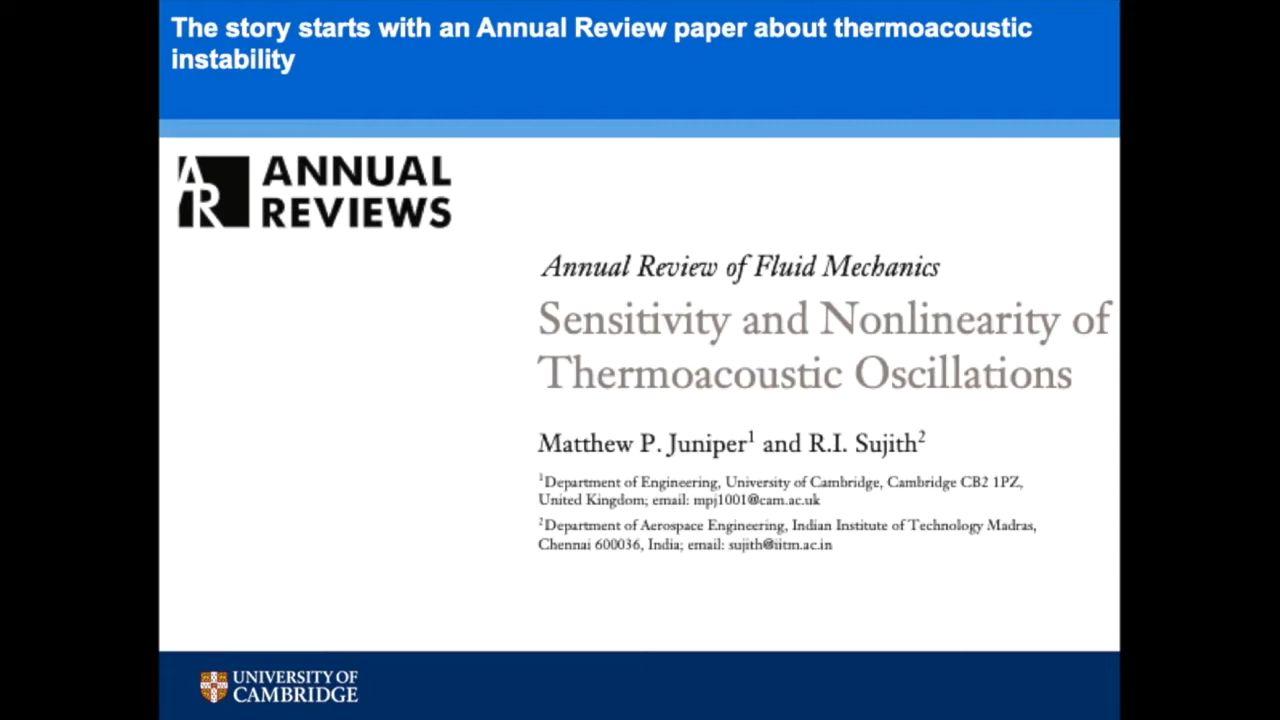 The story starts with an Annual Review paper about thermoacoustic
instability
AR ANNUAL
REVIEWS
Annual Review of Fluid Mechanics
Sensitivity and Nonlinearity of
Thermoacoustic Oscillations
Matthew P. Juniper¹ and R.I. Sujith²
¹Department of Engineering, University of Cambridge, Cambridge CB2 1PZ,
United Kingdom; email: mpj1001@cam.ac.uk
²Department of Aerospace Engineering, Indian Institute of Technology Madras,
Chennai 600036, India; email: sujith@iitm.ac.in
UNIVERSITY OF
CAMBRIDGE